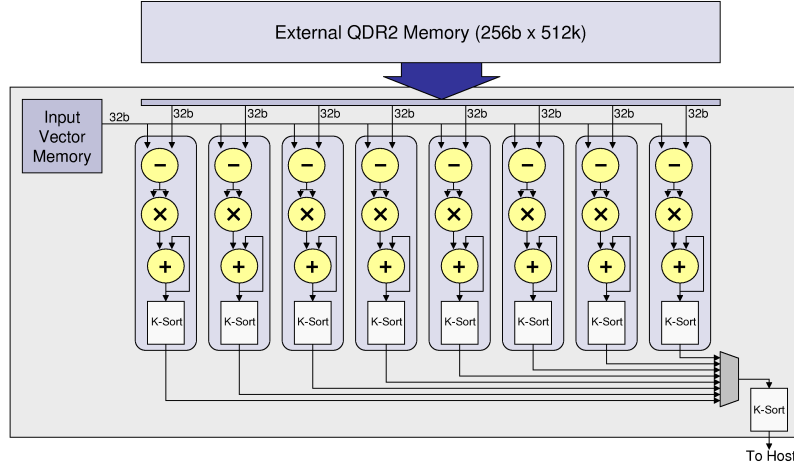 External QDR2 Memory (256b x 512k)
Input
Vector
Memory
32b
32b 32b 32b 32b 32b 32b 32b 32b
− − − − − − − −
× × × × × × × ×
+ + + + + + + +
K-Sort K-Sort K-Sort K-Sort K-Sort K-Sort K-Sort K-Sort
K-Sort
To Host